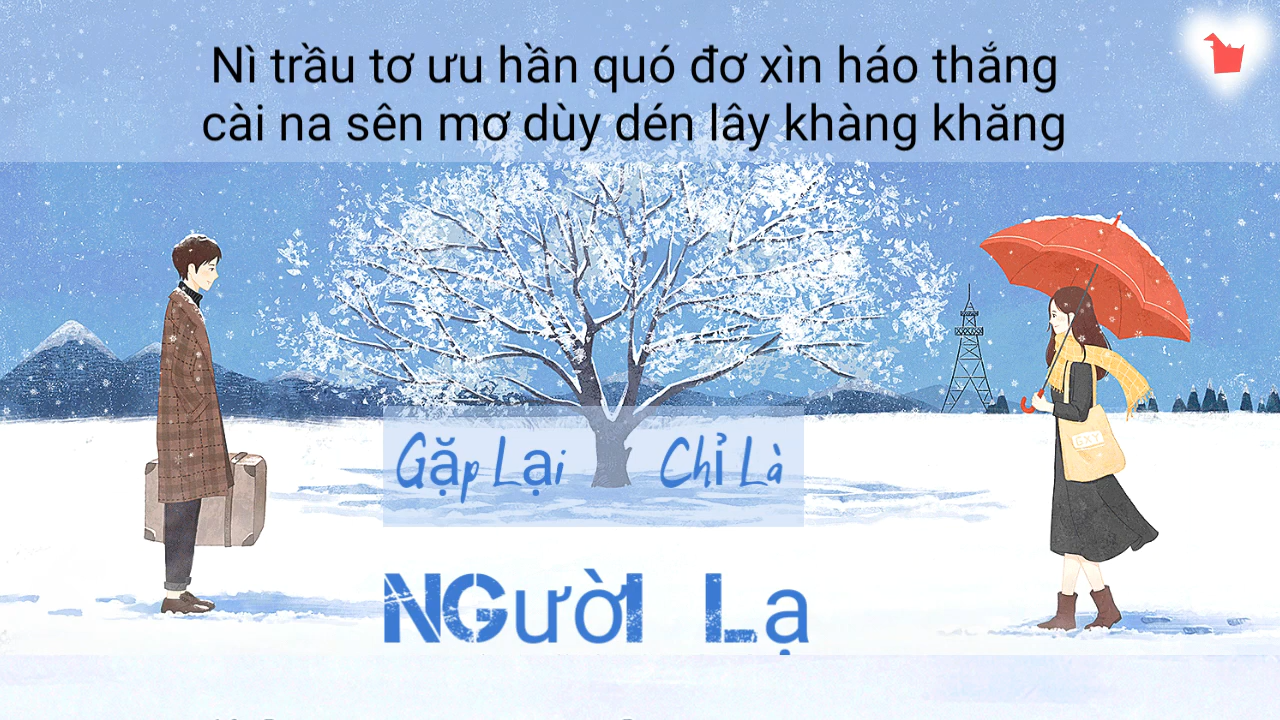 Nì trầu tơ ưu hần quó đơ xìn háo thắng
cài na sên mơ dùy dén lây khàng khăng
Gặp Lại Chỉ Là
NGười Lạ
GXY